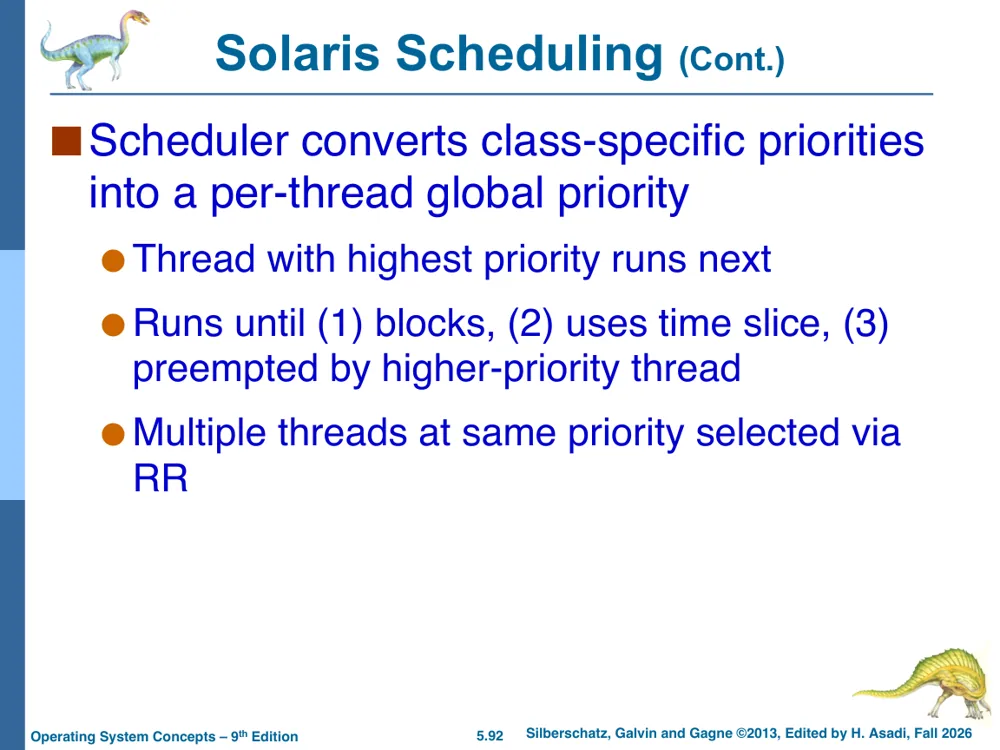 Solaris Scheduling (Cont.)
Scheduler converts class-specific priorities
into a per-thread global priority
Thread with highest priority runs next
Runs until (1) blocks, (2) uses time slice, (3)
preempted by higher-priority thread
Multiple threads at same priority selected via
RR
Operating System Concepts – 9th Edition
5.92
Silberschatz, Galvin and Gagne ©2013, Edited by H. Asadi, Fall 2026